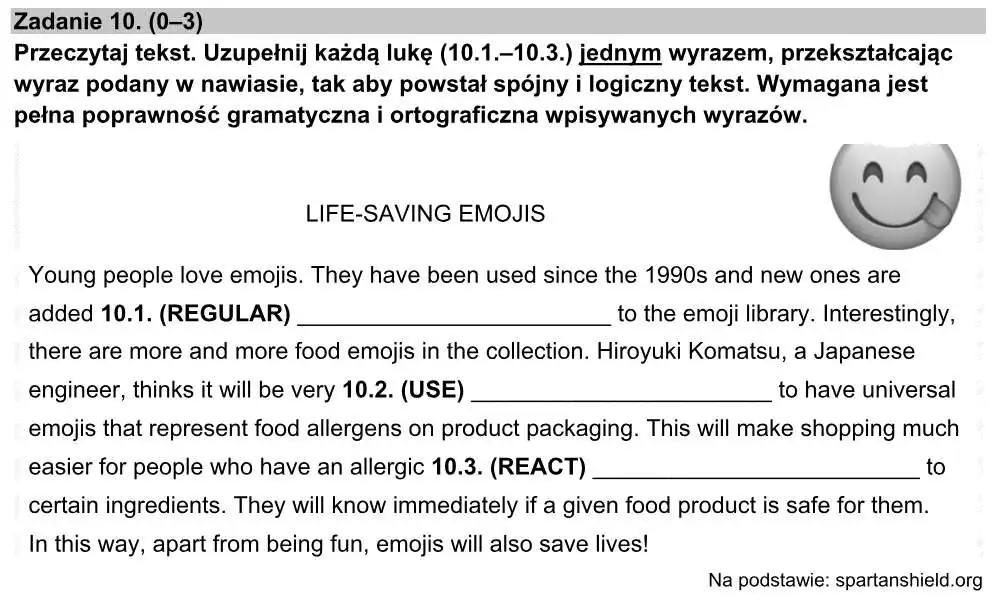 Zadanie 10. (0–3)
Przeczytaj tekst. Uzupełnij każdą lukę (10.1.–10.3.) jednym wyrazem, przekształcając
wyraz podany w nawiasie, tak aby powstał spójny i logiczny tekst. Wymagana jest
pełna poprawność gramatyczna i ortograficzna wpisywanych wyrazów.
LIFE-SAVING EMOJIS
Young people love emojis. They have been used since the 1990s and new ones are
added 10.1. (REGULAR) ________________________ to the emoji library. Interestingly,
there are more and more food emojis in the collection. Hiroyuki Komatsu, a Japanese
engineer, thinks it will be very 10.2. (USE) _______________________ to have universal
emojis that represent food allergens on product packaging. This will make shopping much
easier for people who have an allergic 10.3. (REACT) _________________________ to
certain ingredients. They will know immediately if a given food product is safe for them.
In this way, apart from being fun, emojis will also save lives!
Na podstawie: spartanshield.org